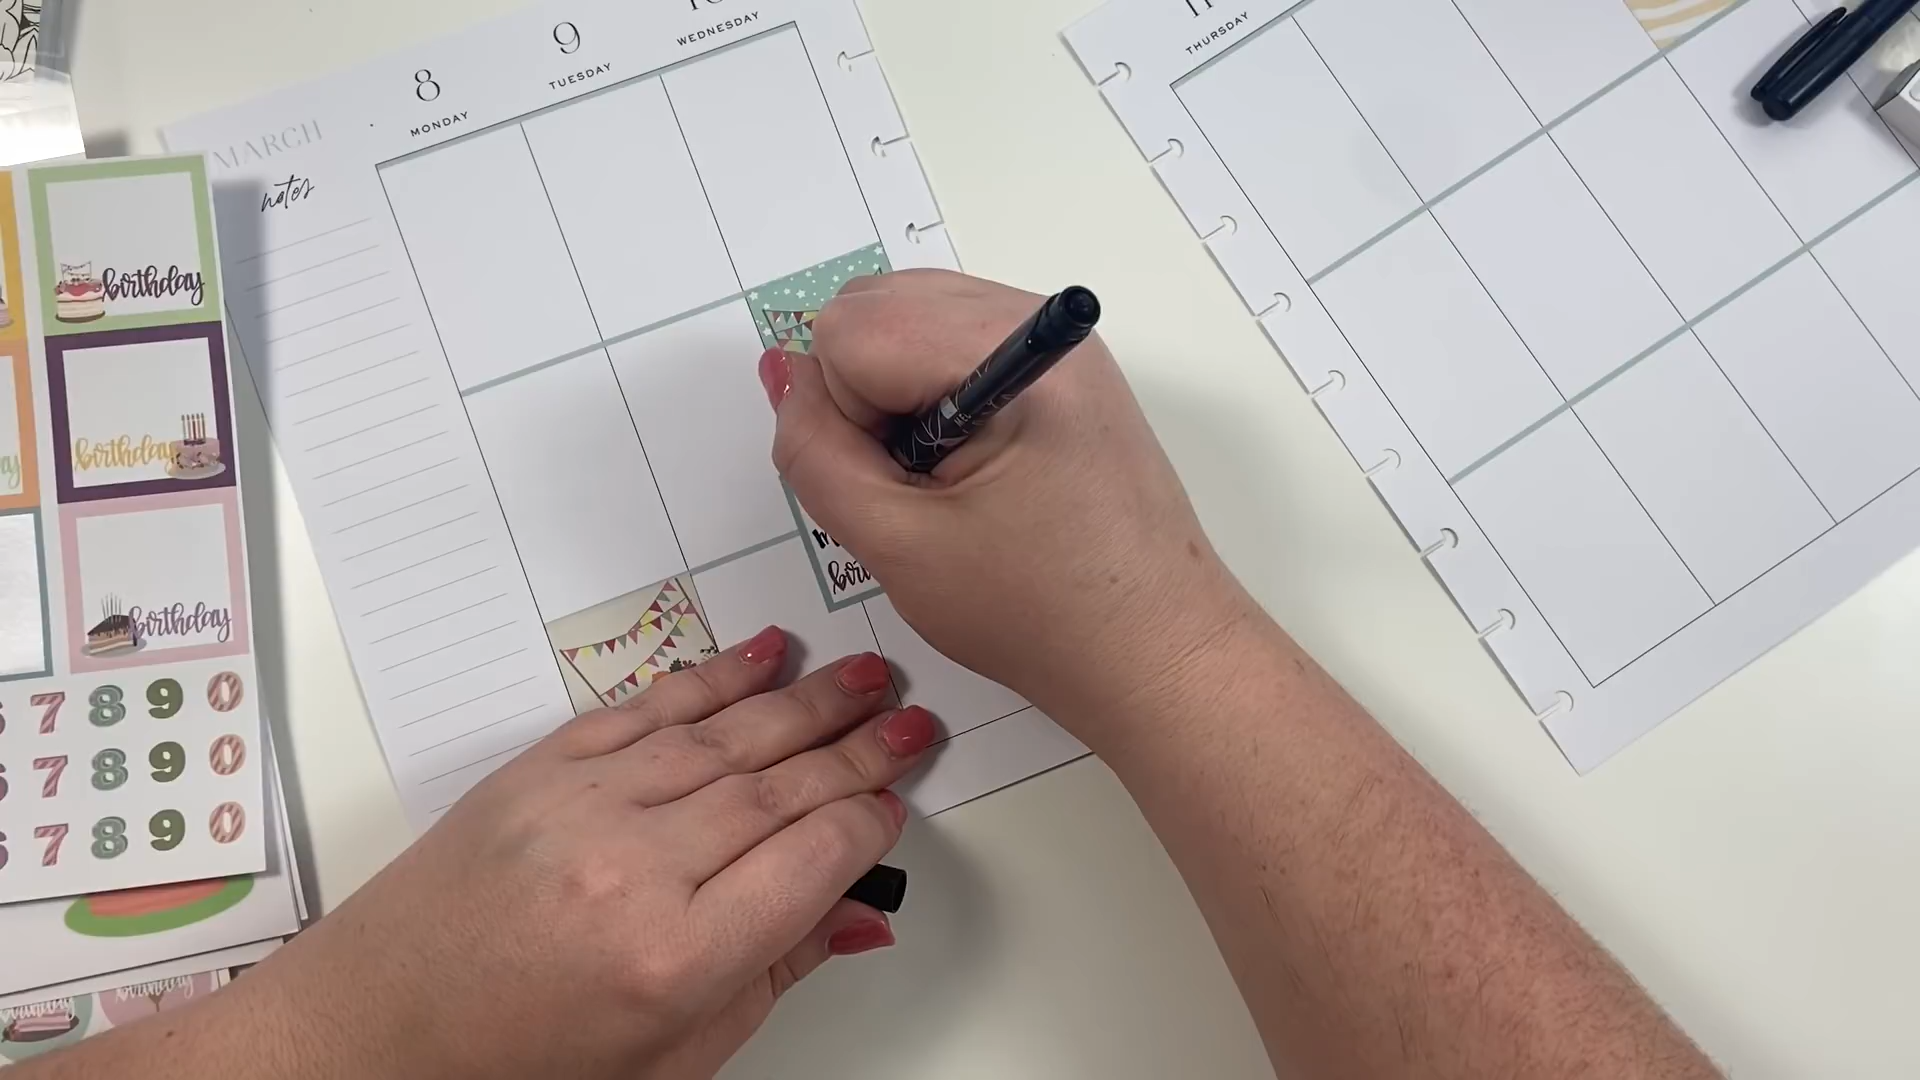 MARCH
notes
8
MONDAY
9
TUESDAY
WEDNESDAY
THURSDAY
birthday
birthday
birthday
7 8 9 0
7 8 9 0
7 8 9 0
birthday